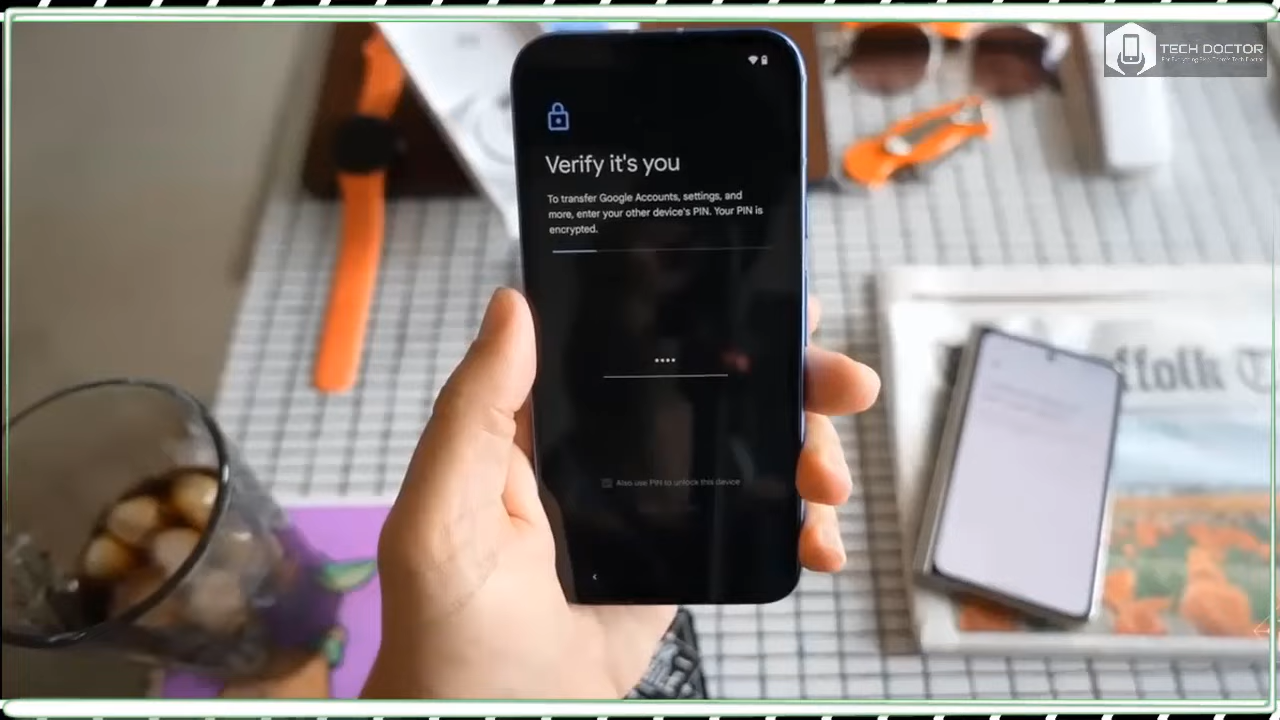 TECH DOCTOR
Verify it's you
To transfer Google Accounts, settings, and
more, enter your other device's PIN. Your PIN is
encrypted.
••••
Also use PIN to unlock this device
ffolk